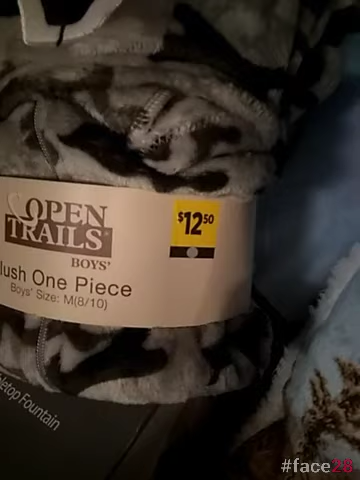 OPEN
TRAILS
BOYS'
$12.50
lush One Piece
Boys' Size: M(8/10)
etop Fountain
#face28